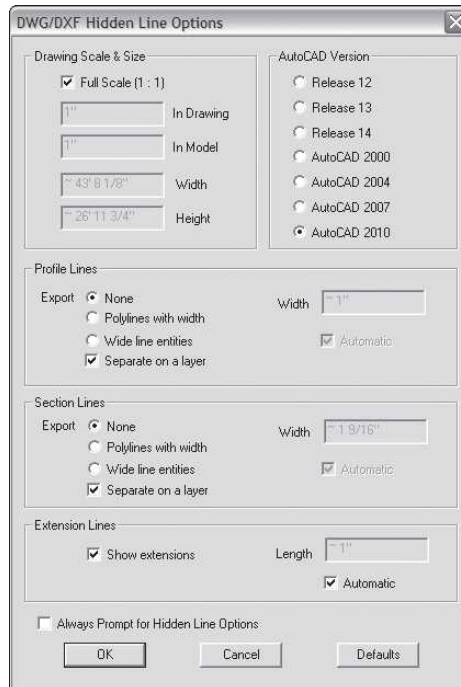 DWG/DXF Hidden Line Options
Drawing Scale & Size
Full Scale (1 : 1)
1" In Drawing
1" In Model
~ 43' 8 1/8" Width
~ 26' 11 3/4" Height
AutoCAD Version
Release 12
Release 13
Release 14
AutoCAD 2000
AutoCAD 2004
AutoCAD 2007
AutoCAD 2010
Profile Lines
Export None
Polylines with width
Wide line entities
Separate on a layer
Width ~ 1"
Automatic
Section Lines
Export None
Polylines with width
Wide line entities
Separate on a layer
Width ~ 1 9/16"
Automatic
Extension Lines
Show extensions
Length ~ 1"
Automatic
Always Prompt for Hidden Line Options
OK Cancel Defaults